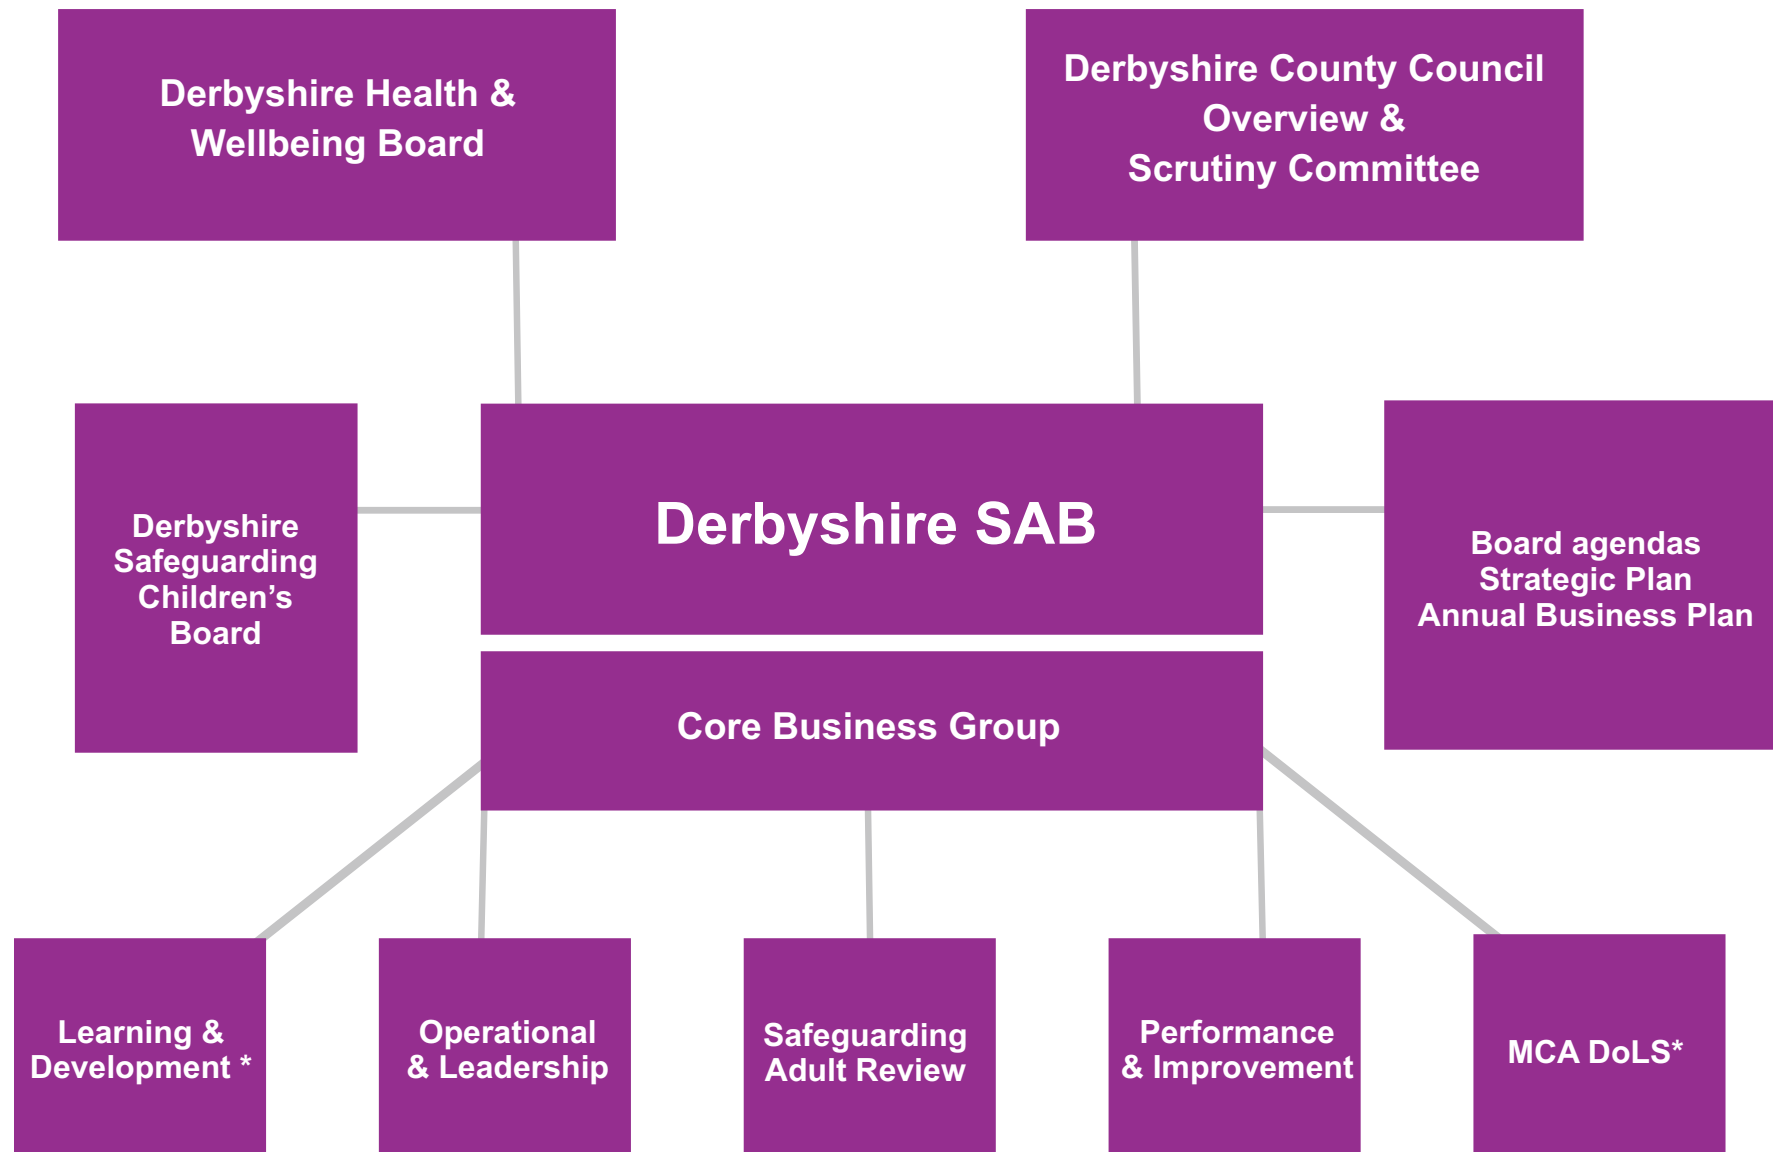 Derbyshire Health &
Wellbeing Board
Derbyshire County Council
Overview &
Scrutiny Committee
Derbyshire
Safeguarding
Children’s
Board
Derbyshire SAB
Board agendas
Strategic Plan
Annual Business Plan
Core Business Group
Learning &
Development *
Operational
& Leadership
Safeguarding
Adult Review
Performance
& Improvement
MCA DoLS*